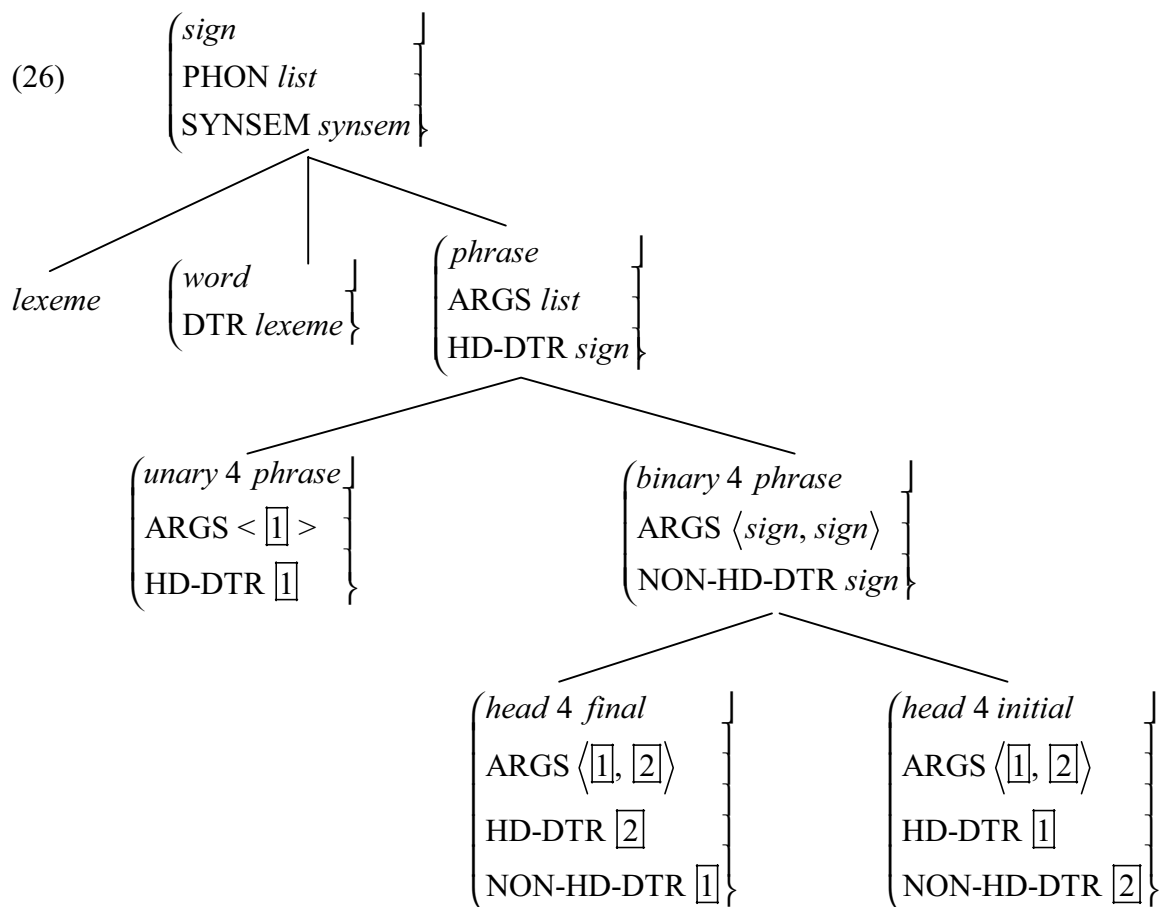 sign
(26) PHON list
SYNSEM synsem
lexeme
word
DTR lexeme
phrase
ARGS list
HD-DTR sign
unary 4 phrase
ARGS < 1 >
HD-DTR 1
binary 4 phrase
ARGS ⟨sign, sign⟩
NON-HD-DTR sign
head 4 final
ARGS ⟨1, 2⟩
HD-DTR 2
NON-HD-DTR 1
head 4 initial
ARGS ⟨1, 2⟩
HD-DTR 1
NON-HD-DTR 2